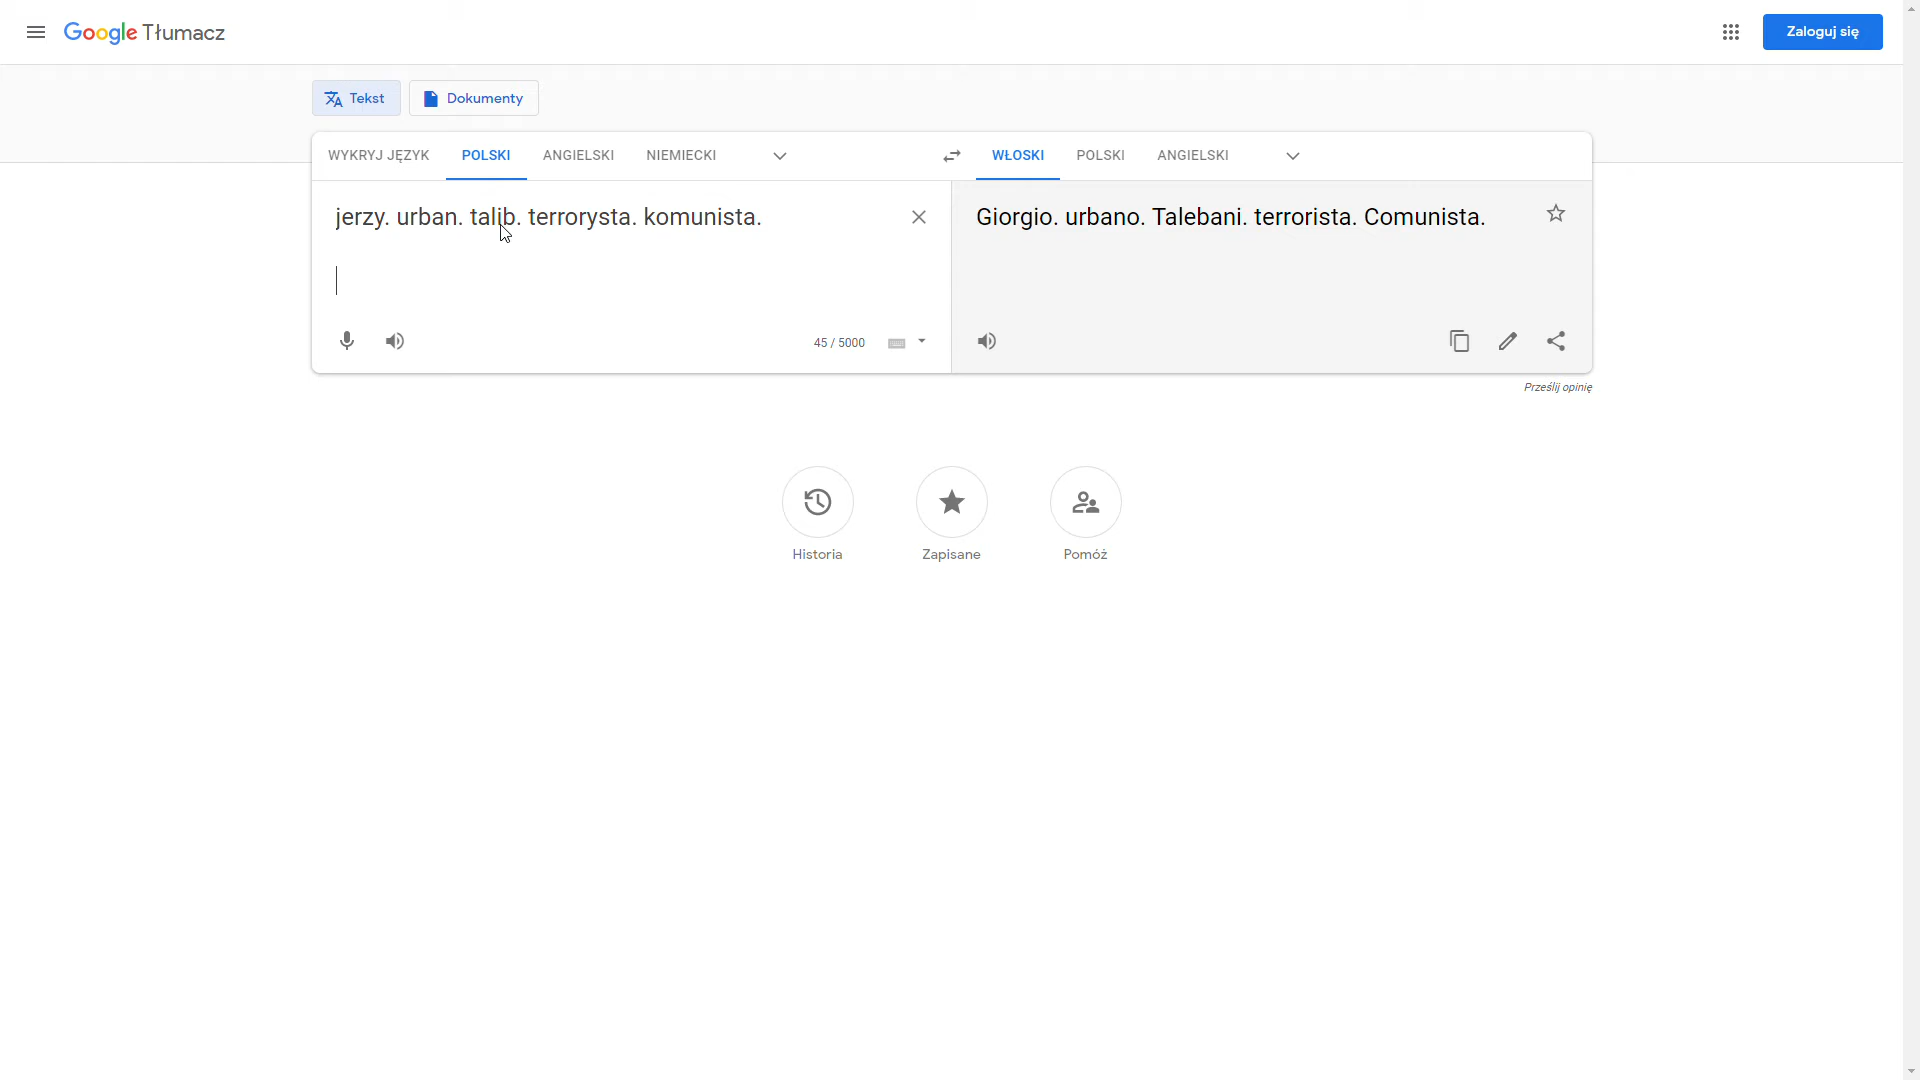 Google Tłumacz
Zaloguj się
Tekst
Dokumenty
WYKRYJ JĘZYK POLSKI ANGIELSKI NIEMIECKI
WŁOSKI POLSKI ANGIELSKI
jerzy. urban. talib. terrorysta. komunista.
Giorgio. urbano. Talebani. terrorista. Comunista.
45 / 5000
Prześlij opinię
Historia
Zapisane
Pomóż